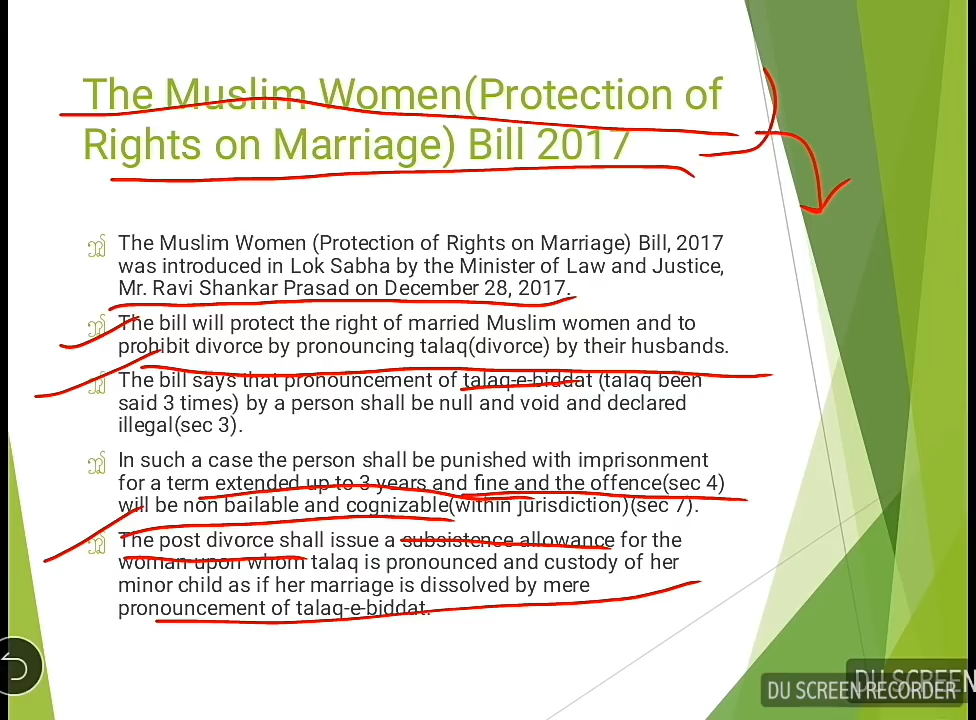 The Muslim Women(Protection of
Rights on Marriage) Bill 2017
The Muslim Women (Protection of Rights on Marriage) Bill, 2017
was introduced in Lok Sabha by the Minister of Law and Justice,
Mr. Ravi Shankar Prasad on December 28, 2017.
The bill will protect the right of married Muslim women and to
prohibit divorce by pronouncing talaq(divorce) by their husbands.
The bill says that pronouncement of talaq-e-biddat (talaq been
said 3 times) by a person shall be null and void and declared
illegal(sec 3).
In such a case the person shall be punished with imprisonment
for a term extended up to 3 years and fine and the offence(sec 4)
will be non bailable and cognizable(within jurisdiction)(sec 7).
The post divorce shall issue a subsistence allowance for the
woman upon whom talaq is pronounced and custody of her
minor child as if her marriage is dissolved by mere
pronouncement of talaq-e-biddat.
DU SCREEN
DU SCREEN RECORDER